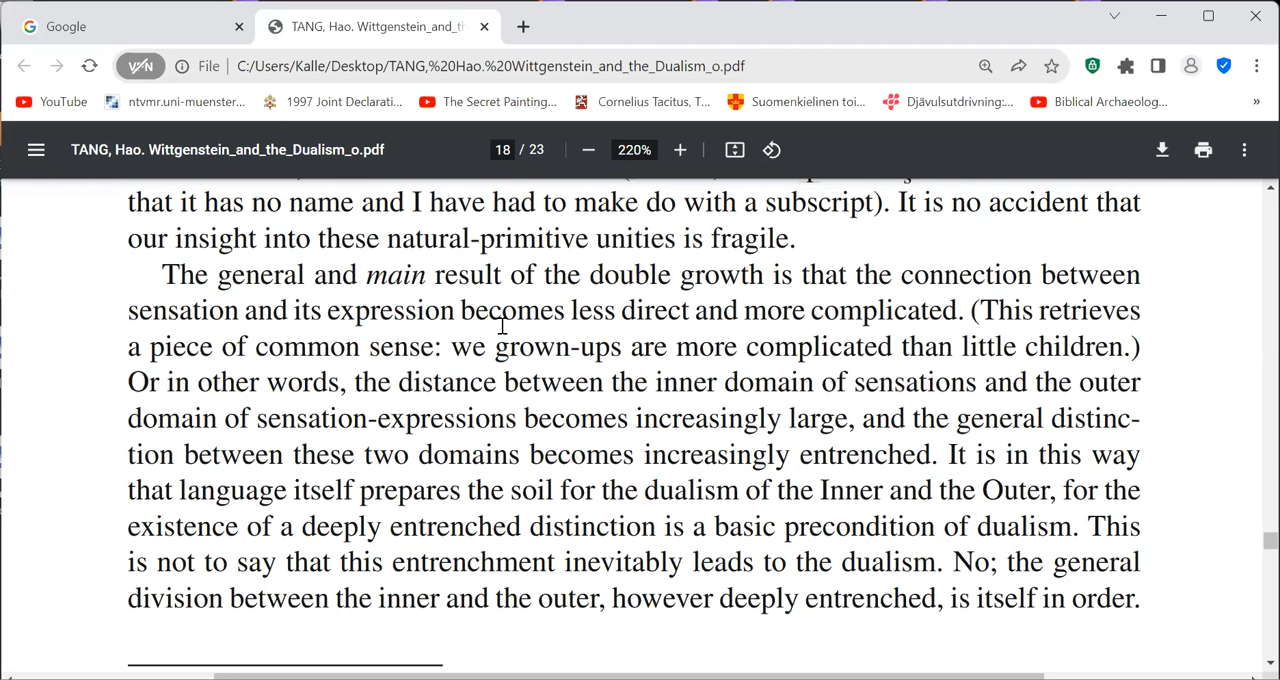 Google
TANG, Hao. Wittgenstein_and_th
V/N
File
C:/Users/Kalle/Desktop/TANG,%20Hao.%20Wittgenstein_and_the_Dualism_o.pdf
YouTube
ntvmr.uni-muenster...
1997 Joint Declarati...
The Secret Painting...
Cornelius Tacitus, T...
Suomenkielinen toi...
Djävulsutdrivning:...
Biblical Archaeolog...
»
TANG, Hao. Wittgenstein_and_the_Dualism_o.pdf
18 / 23
220%
that it has no name and I have had to make do with a subscript). It is no accident that
our insight into these natural-primitive unities is fragile.
The general and main result of the double growth is that the connection between
sensation and its expression becomes less direct and more complicated. (This retrieves
a piece of common sense: we grown-ups are more complicated than little children.)
Or in other words, the distance between the inner domain of sensations and the outer
domain of sensation-expressions becomes increasingly large, and the general distinc-
tion between these two domains becomes increasingly entrenched. It is in this way
that language itself prepares the soil for the dualism of the Inner and the Outer, for the
existence of a deeply entrenched distinction is a basic precondition of dualism. This
is not to say that this entrenchment inevitably leads to the dualism. No; the general
division between the inner and the outer, however deeply entrenched, is itself in order.